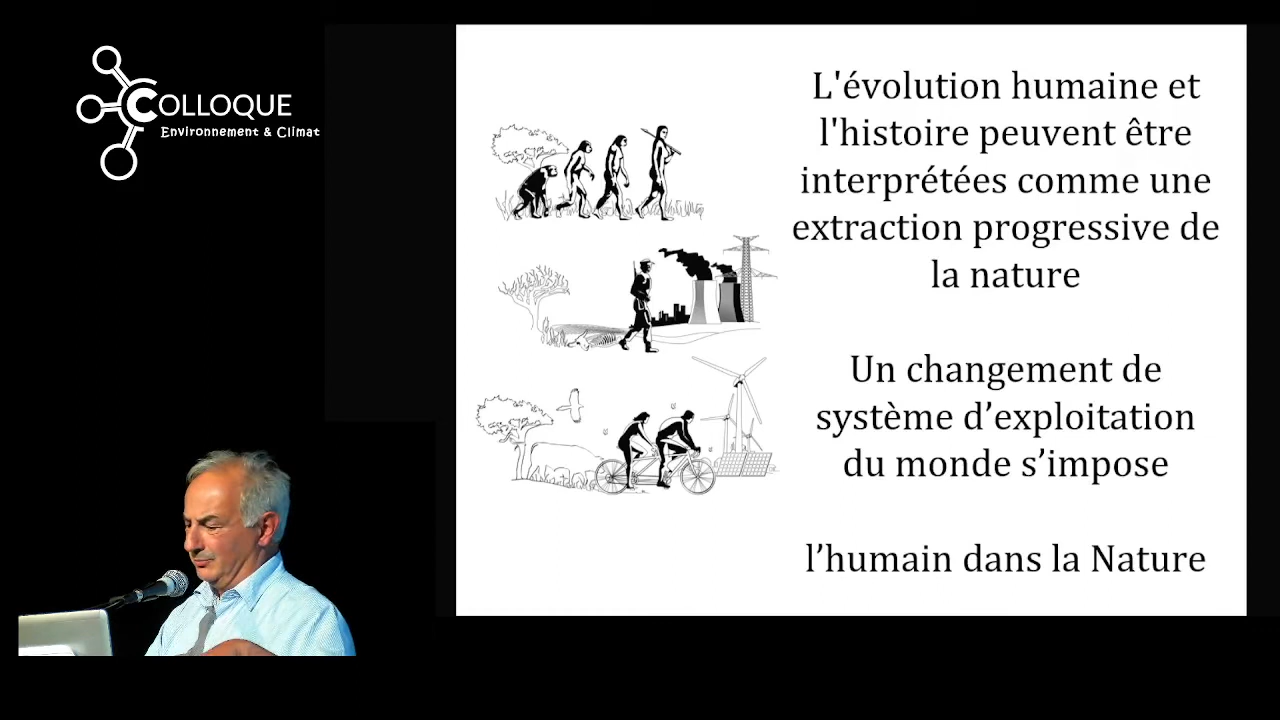 COLLOQUE
Environnement & Climat
L'évolution humaine et
l'histoire peuvent être
interprétées comme une
extraction progressive de
la nature
Un changement de
système d’exploitation
du monde s’impose
l’humain dans la Nature